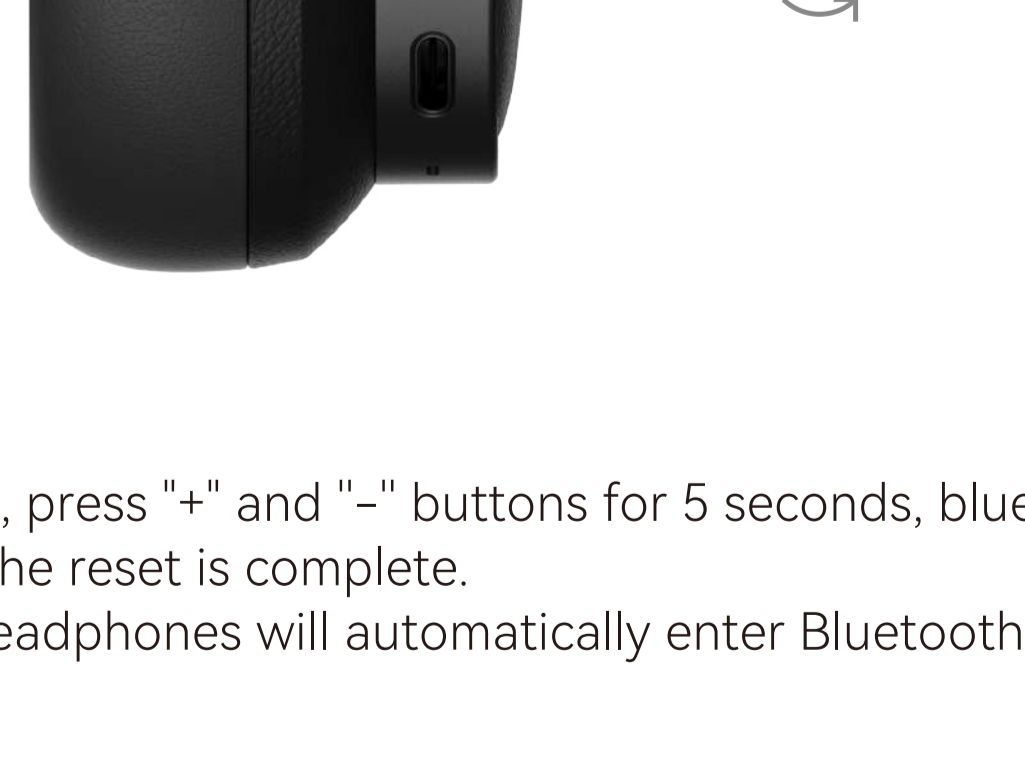 , press "+" and "-" buttons for 5 seconds, blue
he reset is complete.
eadphones will automatically enter Bluetooth